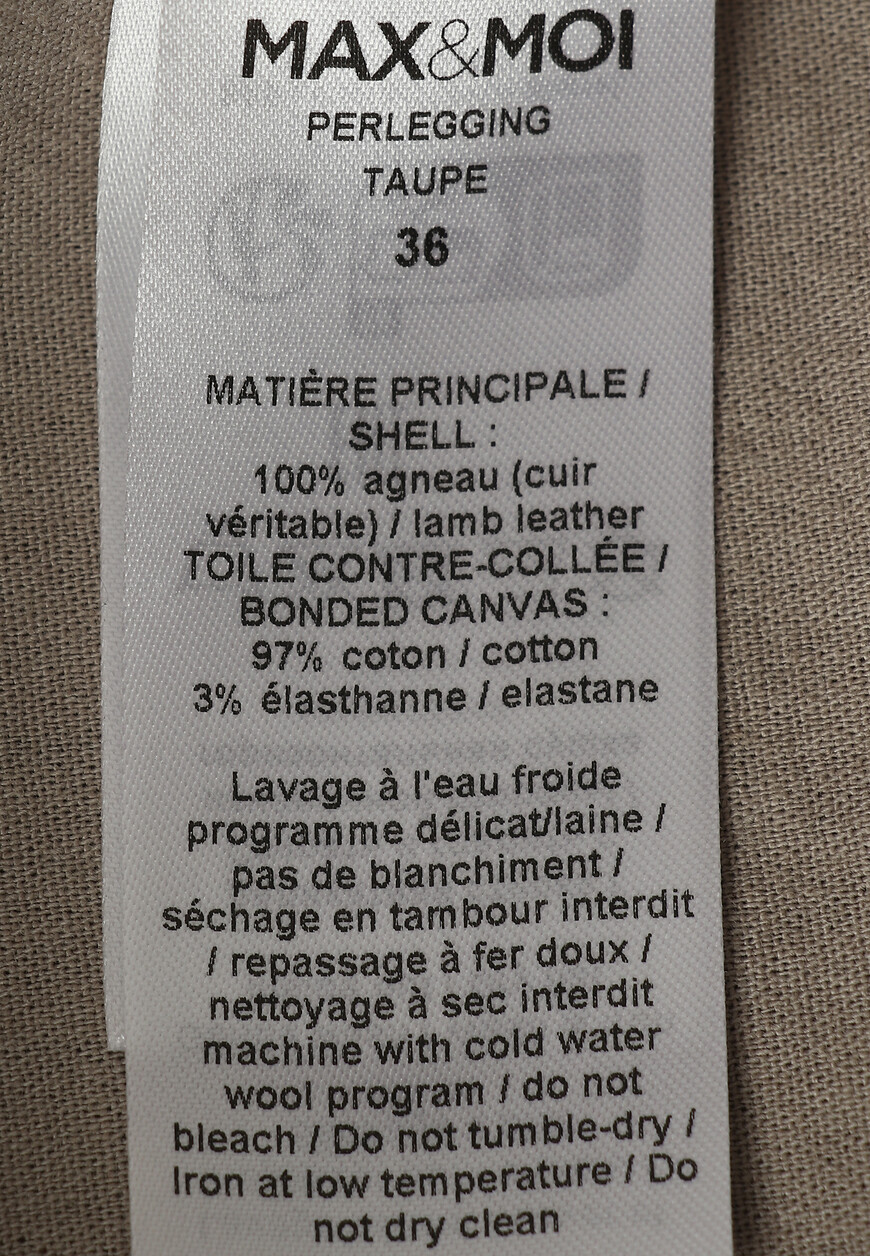 MAX&MOI
PERLEGGING
TAUPE
36
MATIÈRE PRINCIPALE /
SHELL :
100% agneau (cuir
véritable) / lamb leather
TOILE CONTRE-COLLÉE /
BONDED CANVAS :
97% coton / cotton
3% élasthanne / elastane
Lavage à l'eau froide
programme délicat/laine /
pas de blanchiment /
séchage en tambour interdit
/ repassage à fer doux /
nettoyage à sec interdit
machine with cold water
wool program / do not
bleach / Do not tumble-dry /
Iron at low temperature / Do
not dry clean